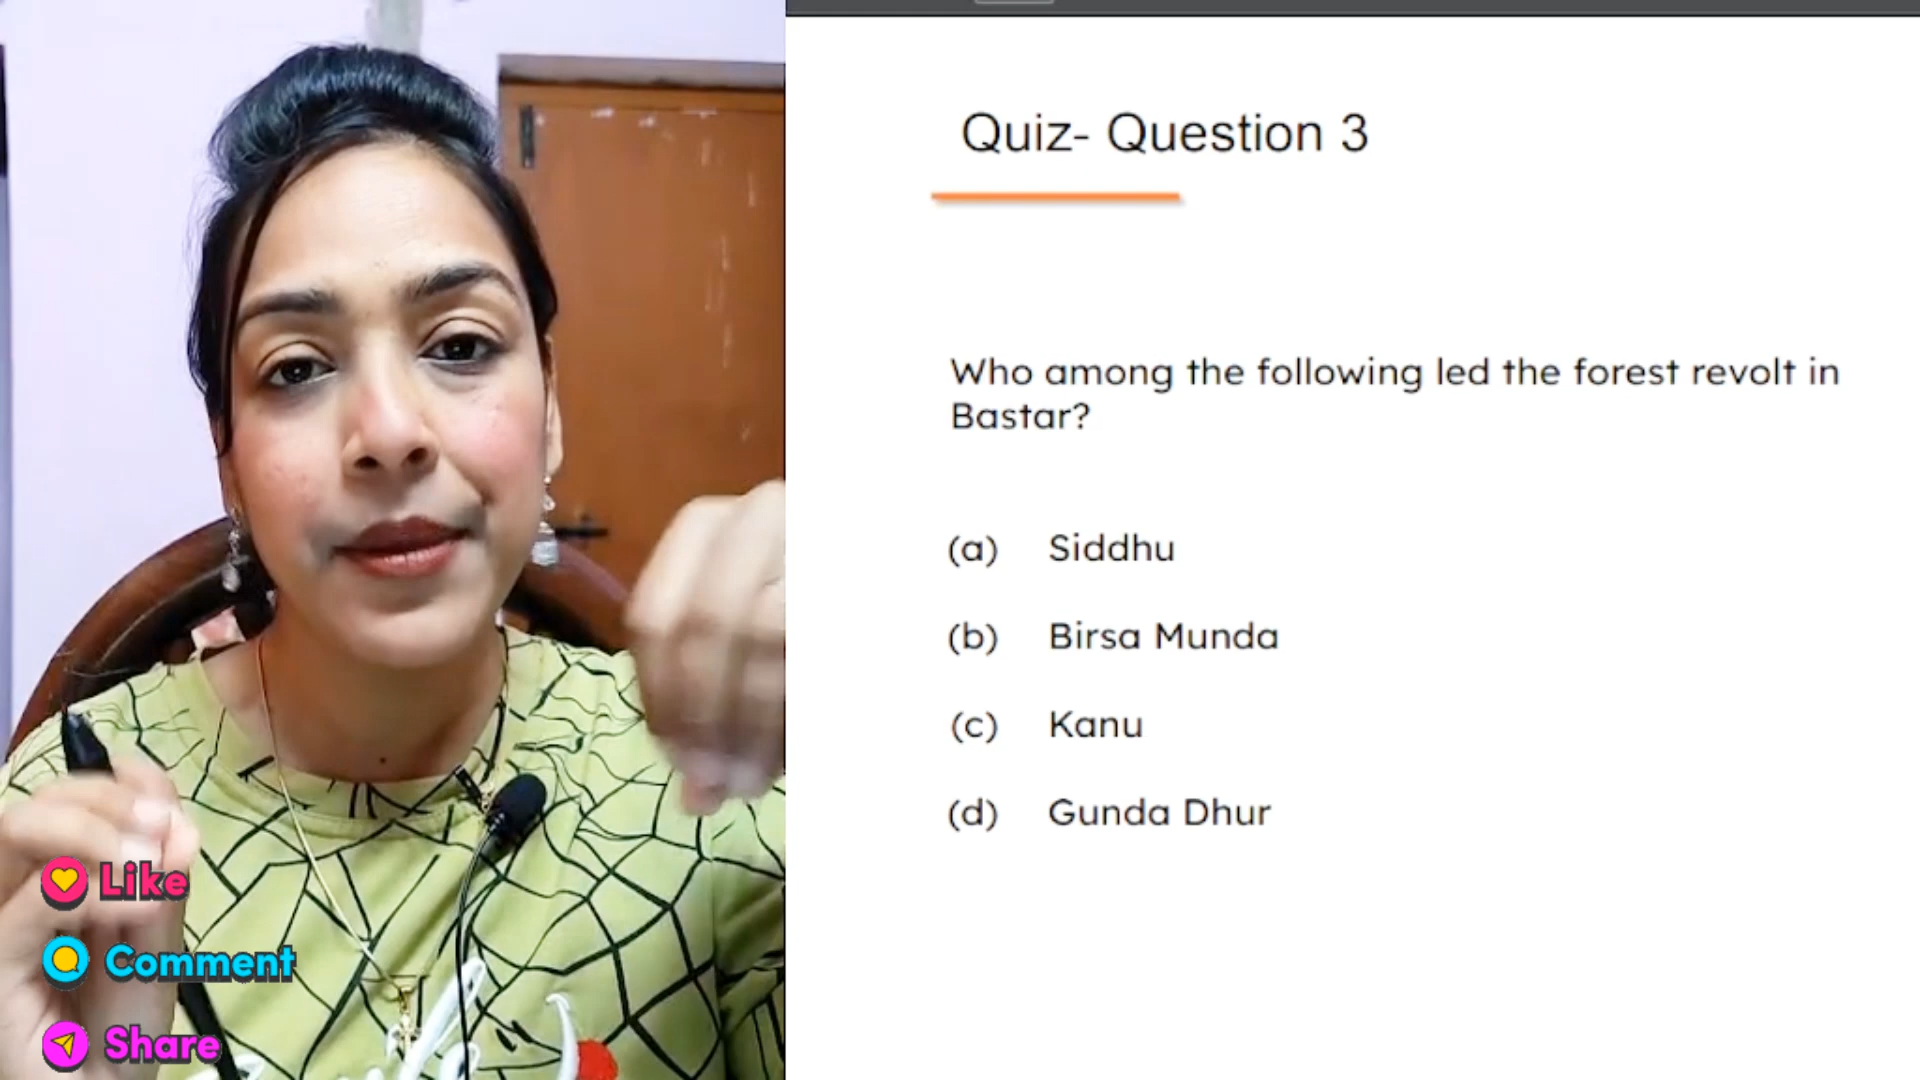 Quiz- Question 3
Who among the following led the forest revolt in
Bastar?
(a) Siddhu
(b) Birsa Munda
(c) Kanu
(d) Gunda Dhur
Like
Comment
Share